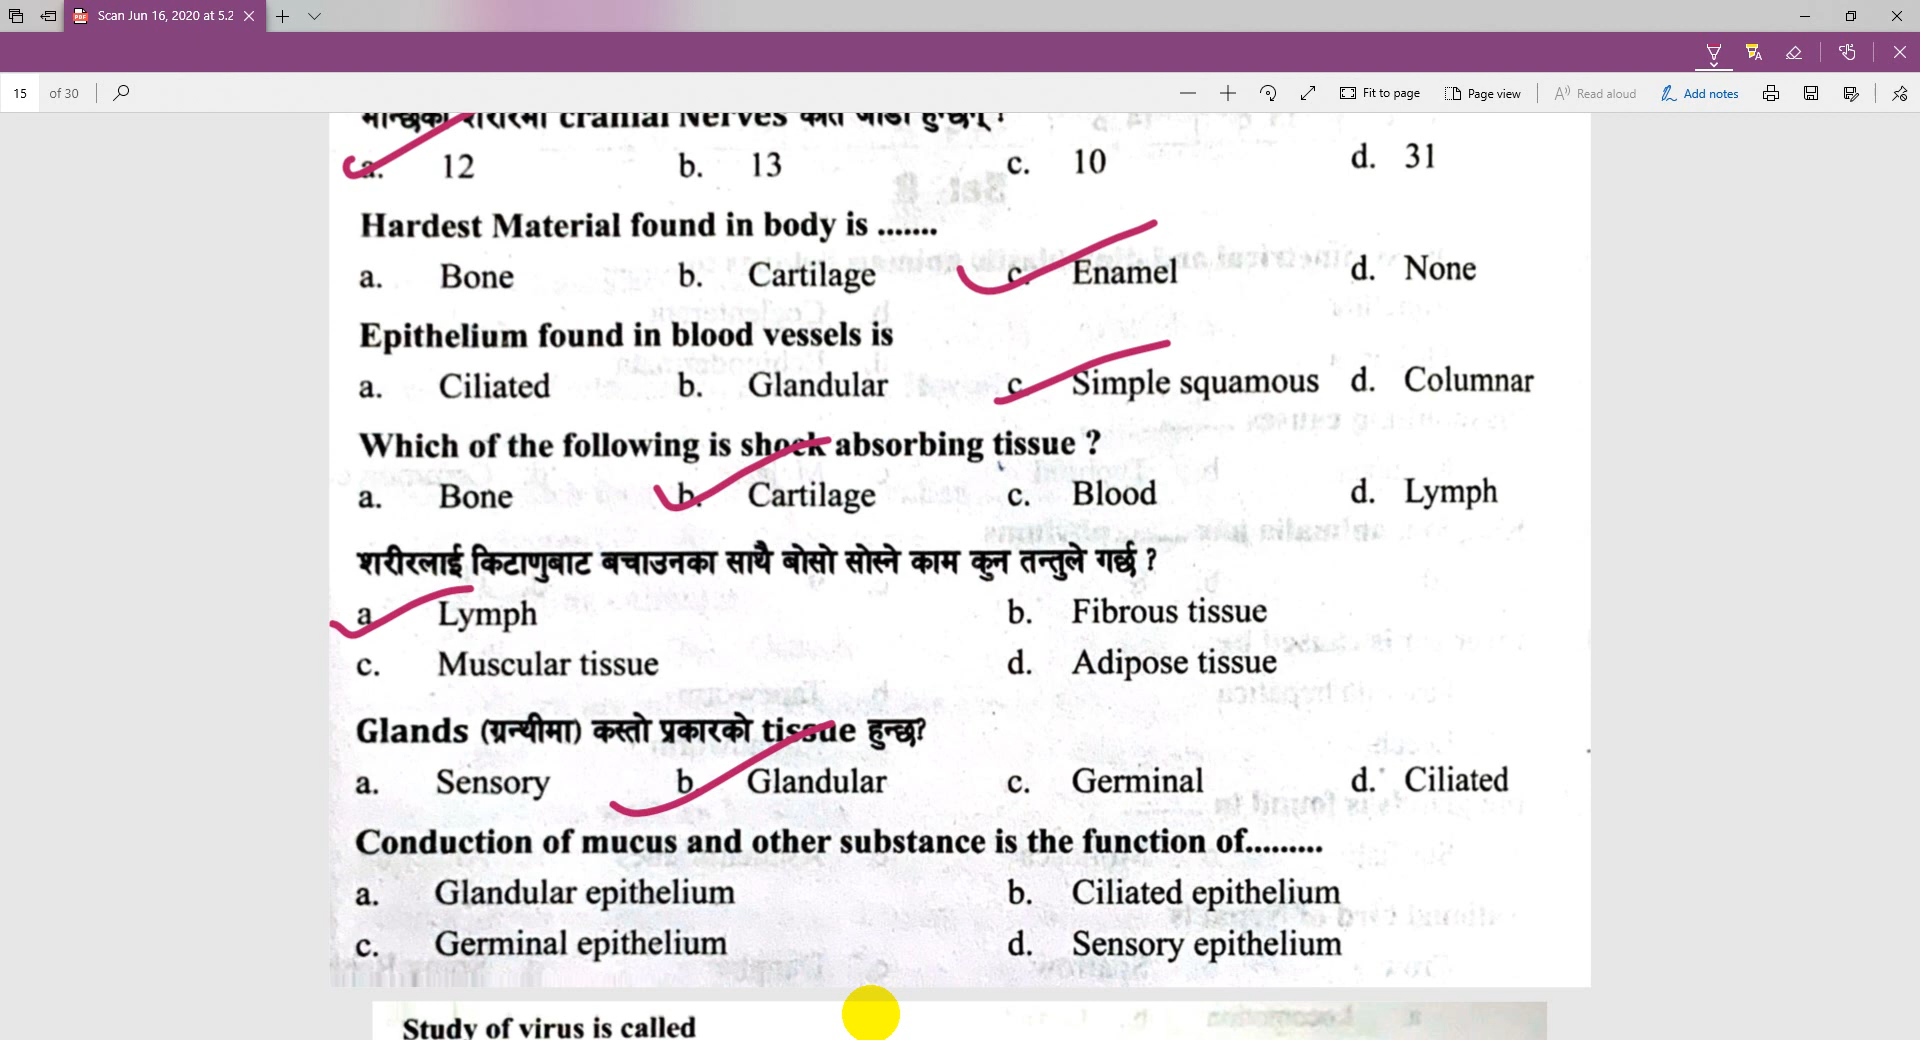 Scan Jun 16, 2020 at 5.2
15 of 30 Fit to page Page view Read aloud Add notes
cranial Nerves
a. 12 b. 13 c. 10 d. 31
Hardest Material found in body is .......
a. Bone b. Cartilage c. Enamel d. None
Epithelium found in blood vessels is
a. Ciliated b. Glandular c. Simple squamous d. Columnar
Which of the following is shock absorbing tissue ?
a. Bone b. Cartilage c. Blood d. Lymph
शरीरलाई किटाणुबाट बचाउनका साथै बोसो सोस्ने काम कुन तन्तुले गर्छ ?
a. Lymph b. Fibrous tissue
c. Muscular tissue d. Adipose tissue
Glands (ग्रन्थीमा) कस्तो प्रकारको tissue हुन्छ?
a. Sensory b. Glandular c. Germinal d. Ciliated
Conduction of mucus and other substance is the function of.........
a. Glandular epithelium b. Ciliated epithelium
c. Germinal epithelium d. Sensory epithelium
Study of virus is called